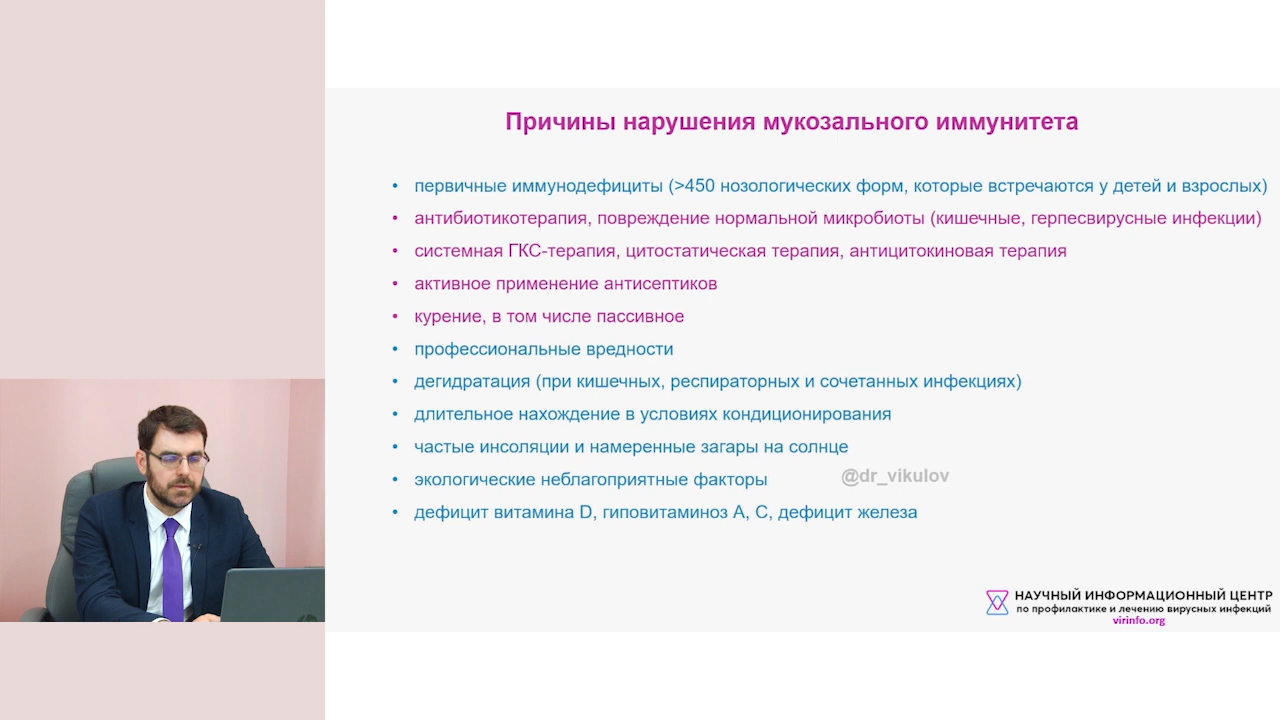 Причины нарушения мукозального иммунитета
• первичные иммунодефициты (>450 нозологических форм, которые встречаются у детей и взрослых)
• антибиотикотерапия, повреждение нормальной микробиоты (кишечные, герпесвирусные инфекции)
• системная ГКС-терапия, цитостатическая терапия, антицитокиновая терапия
• активное применение антисептиков
• курение, в том числе пассивное
• профессиональные вредности
• дегидратация (при кишечных, респираторных и сочетанных инфекциях)
• длительное нахождение в условиях кондиционирования
• частые инсоляции и намеренные загары на солнце
• экологические неблагоприятные факторы
@dr_vikulov
• дефицит витамина D, гиповитаминоз А, С, дефицит железа
НАУЧНЫЙ ИНФОРМАЦИОННЫЙ ЦЕНТР
по профилактике и лечению вирусных инфекций
virinfo.org